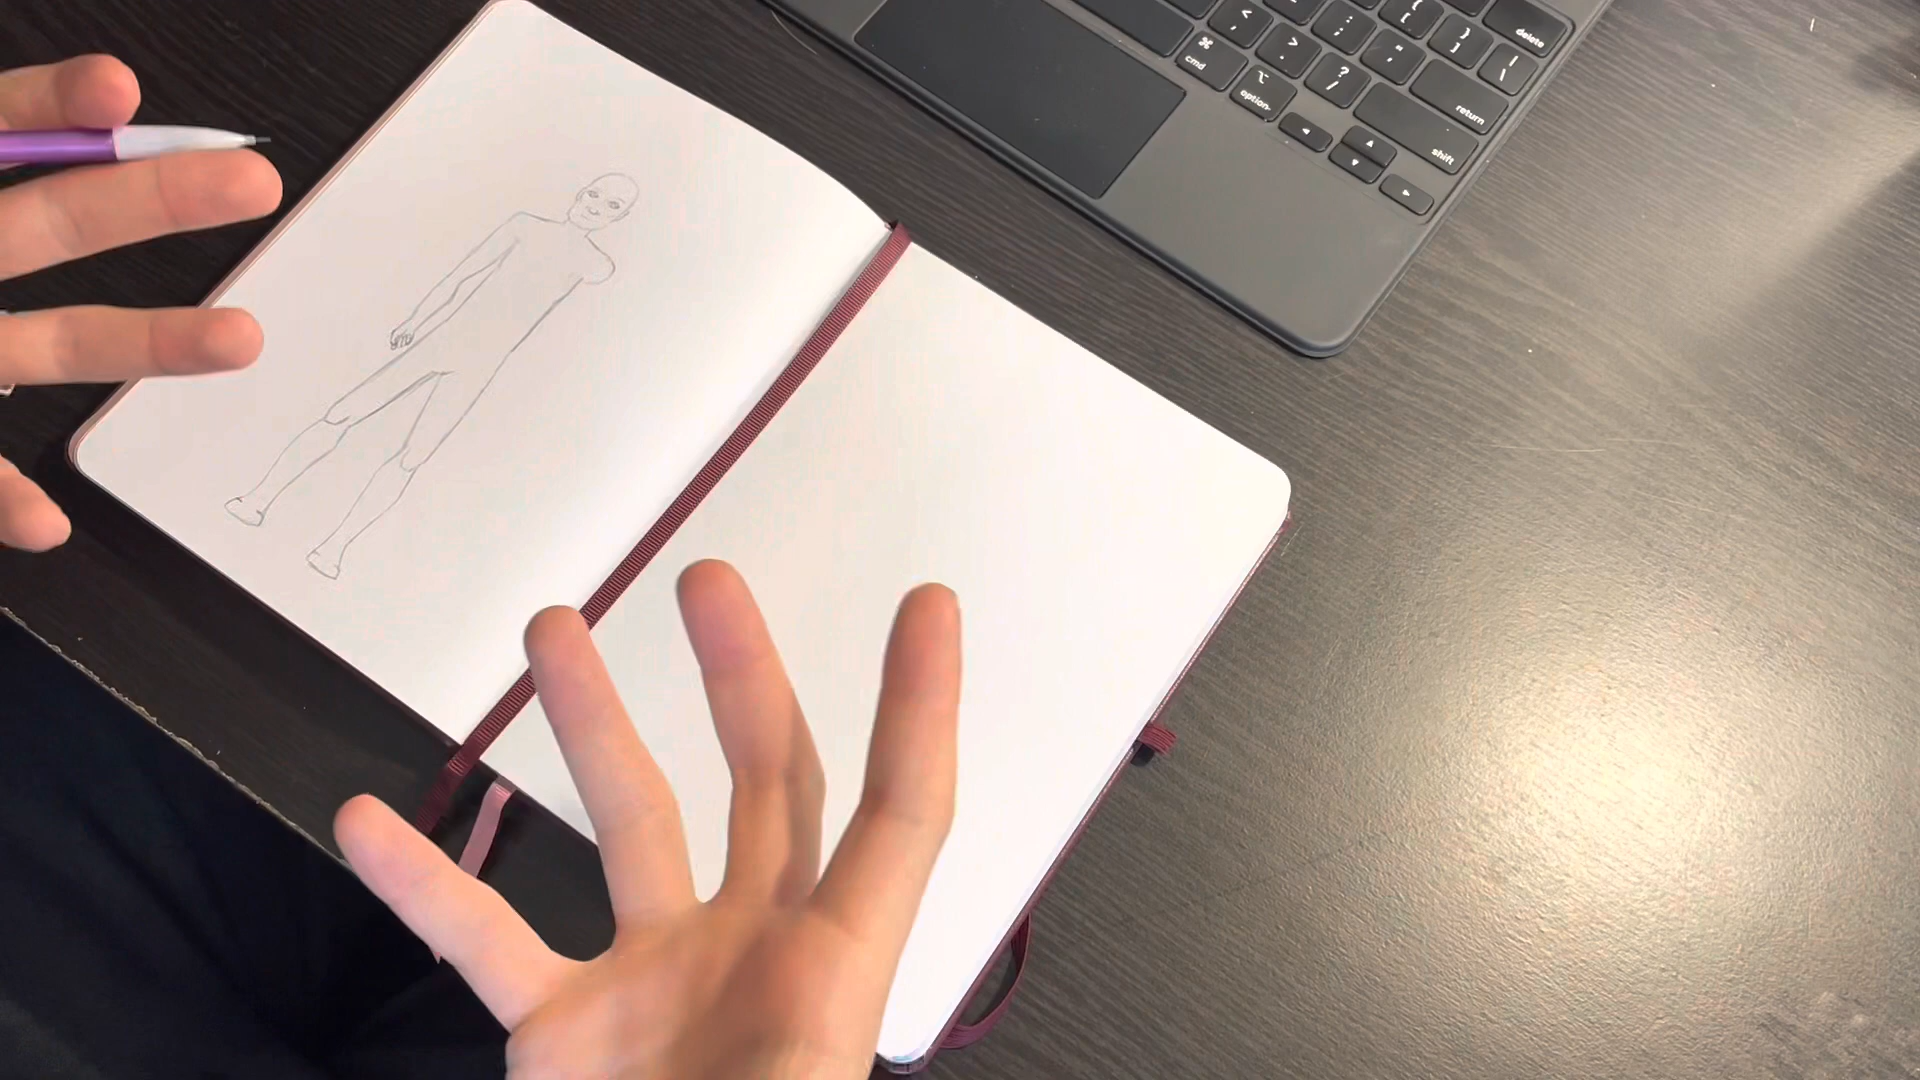 < ,
> .
: ;
" '
{ [
} ]
| \
? /
⌘
cmd
⌥
option
delete
return
shift
◀
▲
▼
▶